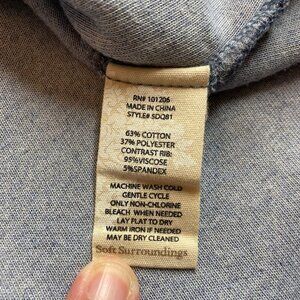 RN# 101206
MADE IN CHINA
STYLE# SDQ81
63% COTTON
37% POLYESTER
CONTRAST RIB:
95%VISCOSE
5%SPANDEX
MACHINE WASH COLD
GENTLE CYCLE
ONLY NON-CHLORINE
BLEACH WHEN NEEDED
LAY FLAT TO DRY
WARM IRON IF NEEDED
MAY BE DRY CLEANED
Soft Surroundings